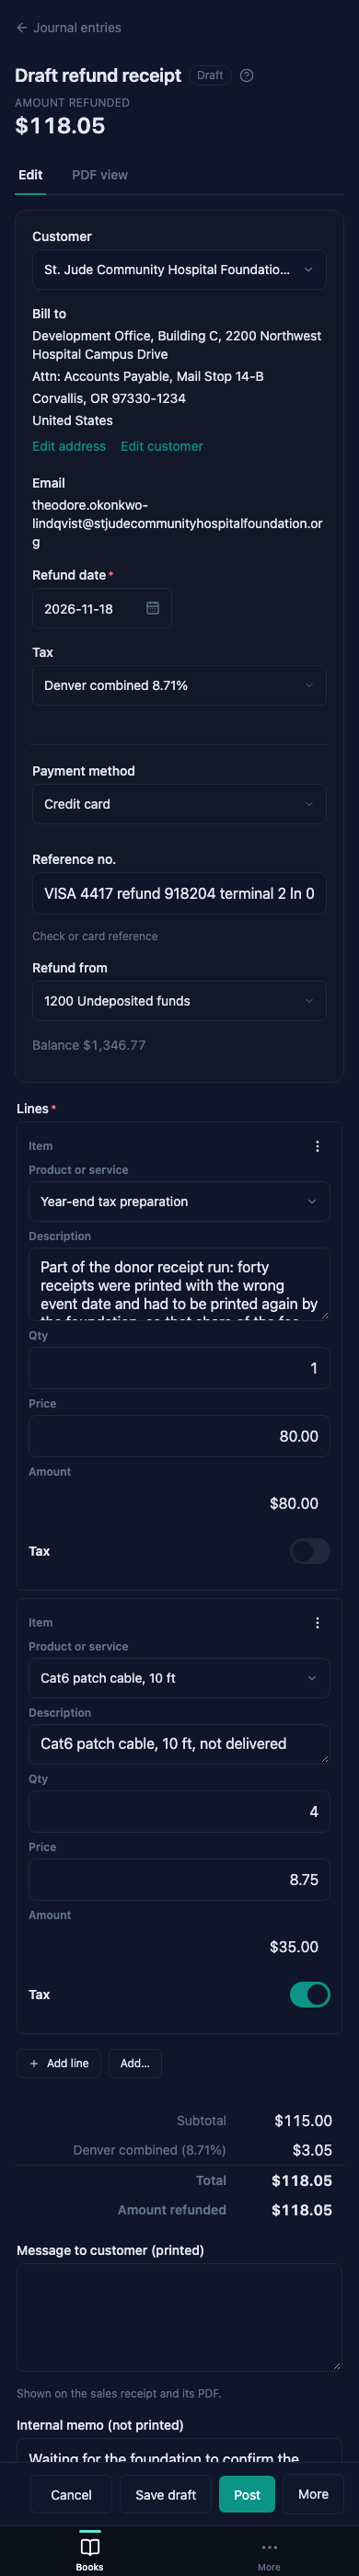 Journal entries
Draft refund receipt Draft
AMOUNT REFUNDED
$118.05
Edit PDF view
Customer
St. Jude Community Hospital Foundatio...
Bill to
Development Office, Building C, 2200 Northwest
Hospital Campus Drive
Attn: Accounts Payable, Mail Stop 14-B
Corvallis, OR 97330-1234
United States
Edit address Edit customer
Email
theodore.okonkwo-
lindqvist@stjudecommunityhospitalfoundation.or
g
Refund date *
2026-11-18
Tax
Denver combined 8.71%
Payment method
Credit card
Reference no.
VISA 4417 refund 918204 terminal 2 ln 0
Check or card reference
Refund from
1200 Undeposited funds
Balance $1,346.77
Lines *
Item
Product or service
Year-end tax preparation
Description
Part of the donor receipt run: forty
receipts were printed with the wrong
event date and had to be printed again by
the foundation, so that share of the fee
Qty
1
Price
80.00
Amount
$80.00
Tax
Item
Product or service
Cat6 patch cable, 10 ft
Description
Cat6 patch cable, 10 ft, not delivered
Qty
4
Price
8.75
Amount
$35.00
Tax
+ Add line Add...
Subtotal $115.00
Denver combined (8.71%) $3.05
Total $118.05
Amount refunded $118.05
Message to customer (printed)
Shown on the sales receipt and its PDF.
Internal memo (not printed)
Waiting for the foundation to confirm the
Cancel Save draft Post More
Books More